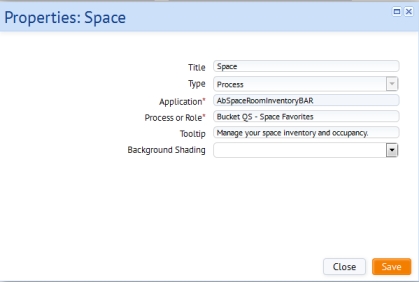 Properties: Space
Title Space
Type Process
Application* AbSpaceRoomInventoryBAR
Process or Role* Bucket QS - Space Favorites
Tooltip Manage your space inventory and occupancy.
Background Shading
Close Save